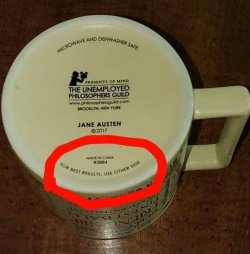 MICROWAVE AND DISHWASHER SAFE
PRESENTS OF MIND
THE UNEMPLOYED
PHILOSOPHERS GUILD
www.philosophersguild.com
BROOKLYN, NEW YORK
JANE AUSTEN
©2017
MADE IN CHINA
#3884
FOR BEST RESULTS, USE OTHER SIDE